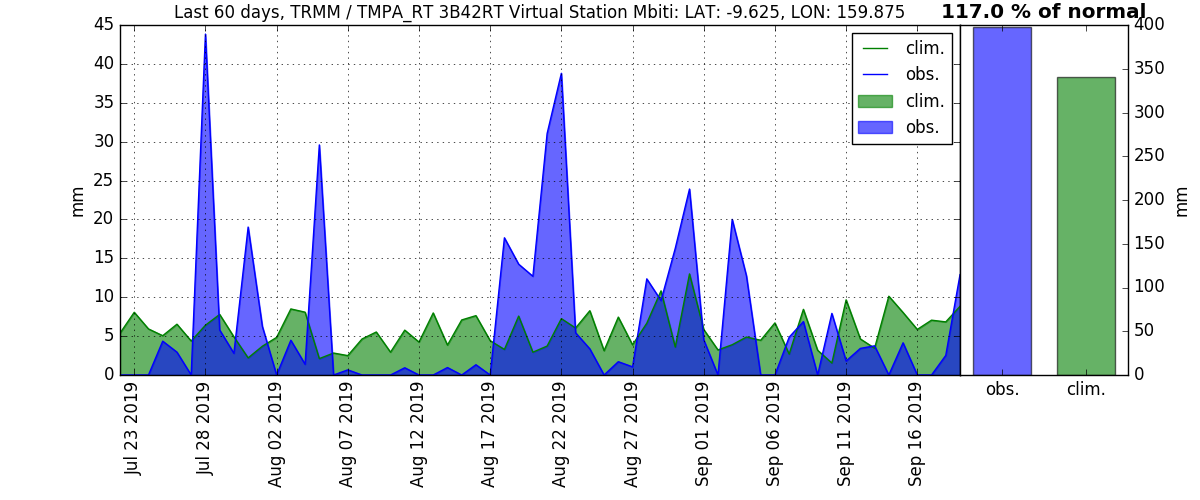 Last 60 days, TRMM / TMPA_RT 3B42RT Virtual Station Mbiti: LAT: -9.625, LON: 159.875
117.0 % of normal
clim.
obs.
clim.
obs.
mm
45
40
35
30
25
20
15
10
5
0
Jul 23 2019
Jul 28 2019
Aug 02 2019
Aug 07 2019
Aug 12 2019
Aug 17 2019
Aug 22 2019
Aug 27 2019
Sep 01 2019
Sep 06 2019
Sep 11 2019
Sep 16 2019
obs.
clim.
400
350
300
250
200
150
100
50
0
mm